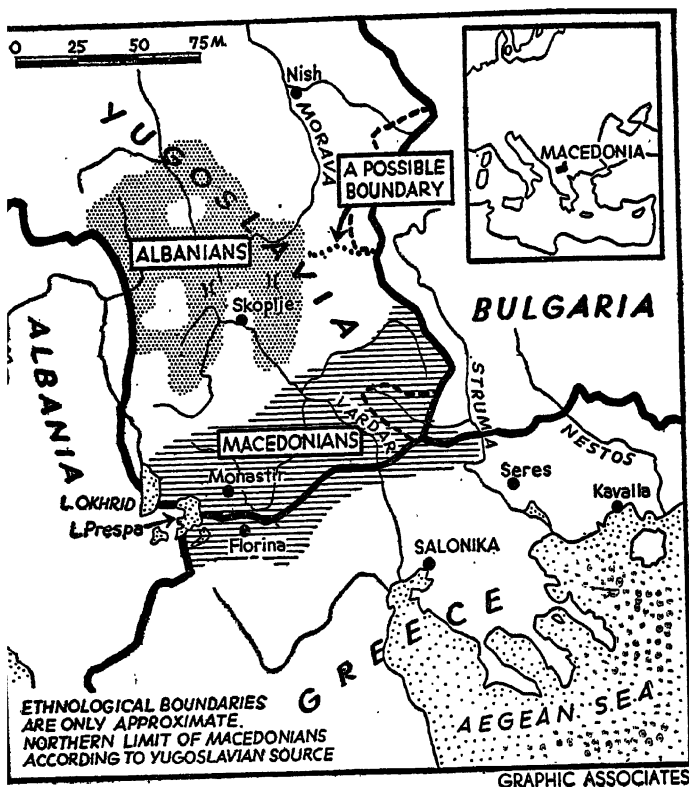 0 25 50 75 M.
Nish
MORAVA
YUGOSLAVIA
A POSSIBLE
BOUNDARY
MACEDONIA
ALBANIANS
Skoplje
BULGARIA
ALBANIA
STRUMA
VARDAR
MACEDONIANS
NESTOS
Monastir
Seres
Kavalla
L.OKHRID
L.Prespa
Florina
SALONIKA
GREECE
AEGEAN SEA
ETHNOLOGICAL BOUNDARIES
ARE ONLY APPROXIMATE.
NORTHERN LIMIT OF MACEDONIANS
ACCORDING TO YUGOSLAVIAN SOURCE
GRAPHIC ASSOCIATES